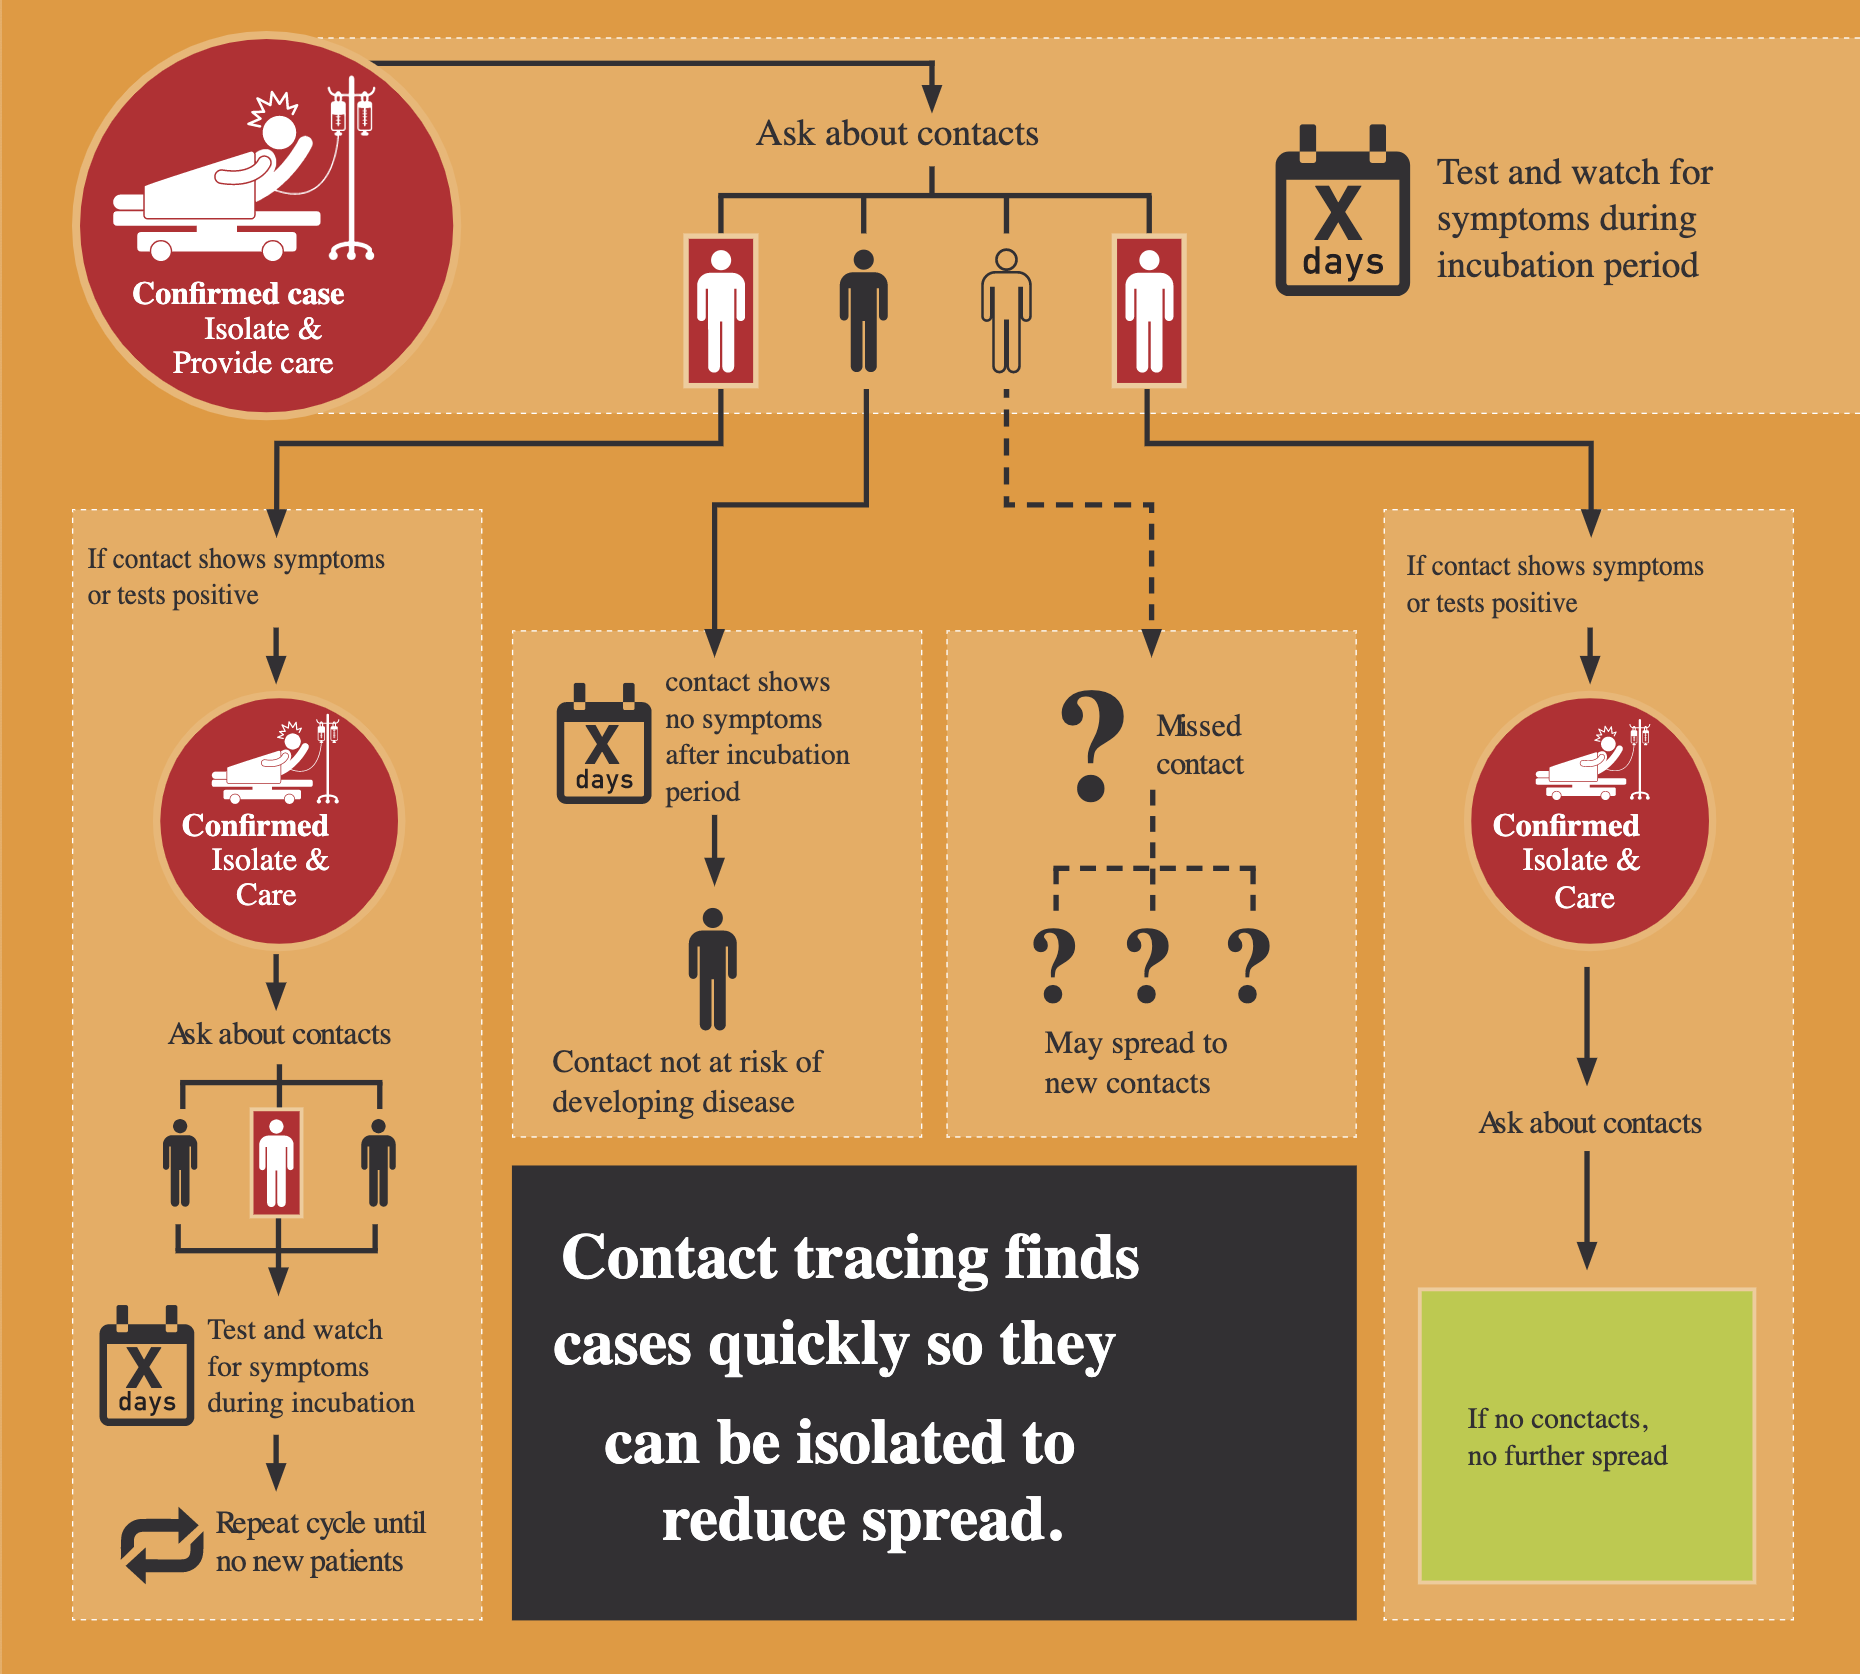 Confirmed case
Isolate &
Provide care
Ask about contacts
X
days
Test and watch for
symptoms during
incubation period
If contact shows symptoms
or tests positive
Confirmed
Isolate &
Care
Ask about contacts
X
days
Test and watch
for symptoms
during incubation
Repeat cycle until
no new patients
X
days
contact shows
no symptoms
after incubation
period
Contact not at risk of
developing disease
?
Missed
contact
? ? ?
May spread to
new contacts
If contact shows symptoms
or tests positive
Confirmed
Isolate &
Care
Ask about contacts
If no conctacts,
no further spread
Contact tracing finds
cases quickly so they
can be isolated to
reduce spread.